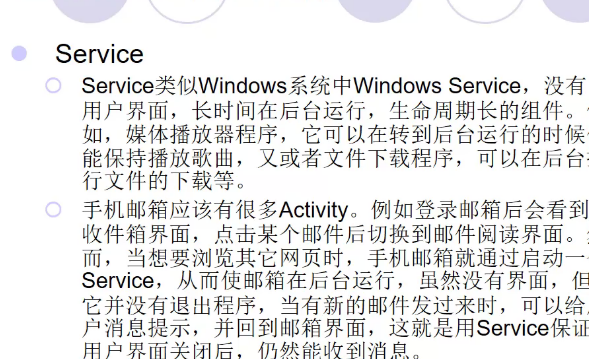 Service
Service类似Windows系统中Windows Service，没有
用户界面，长时间在后台运行，生命周期长的组件。
如，媒体播放器程序，它可以在转到后台运行的时候
能保持播放歌曲，又或者文件下载程序，可以在后台
行文件的下载等。
手机邮箱应该有很多Activity。例如登录邮箱后会看到
收件箱界面，点击某个邮件后切换到邮件阅读界面。
而，当想要浏览其它网页时，手机邮箱就通过启动一
Service，从而使邮箱在后台运行，虽然没有界面，但
它并没有退出程序，当有新的邮件发过来时，可以给
户消息提示，并回到邮箱界面，这就是用Service保证
用户界面关闭后，仍然能收到消息。